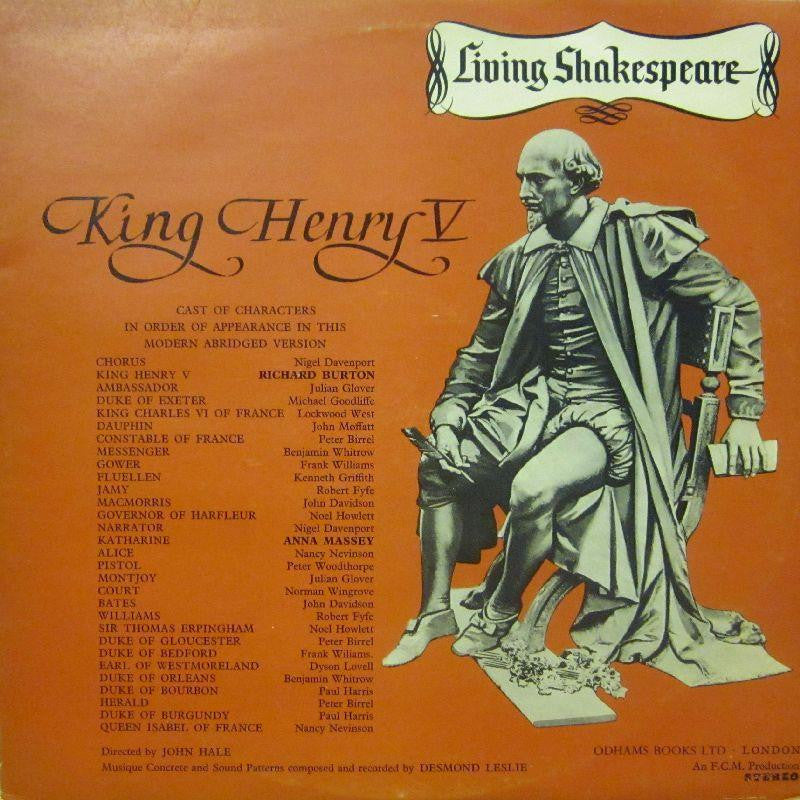 Living Shakespeare
King Henry V
CAST OF CHARACTERS
IN ORDER OF APPEARANCE IN THIS
MODERN ABRIDGED VERSION
CHORUS Nigel Davenport
KING HENRY V RICHARD BURTON
AMBASSADOR Julian Glover
DUKE OF EXETER Michael Goodliffe
KING CHARLES VI OF FRANCE Lockwood West
DAUPHIN John Moffatt
CONSTABLE OF FRANCE Peter Birrel
MESSENGER Benjamin Whitrow
GOWER Frank Williams
FLUELLEN Kenneth Griffith
JAMY Robert Fyfe
MACMORRIS John Davidson
GOVERNOR OF HARFLEUR Noel Howlett
NARRATOR Nigel Davenport
KATHARINE ANNA MASSEY
ALICE Nancy Nevinson
PISTOL Peter Woodthorpe
MONTJOY Julian Glover
COURT Norman Wingrove
BATES John Davidson
WILLIAMS Robert Fyfe
SIR THOMAS ERPINGHAM Noel Howlett
DUKE OF GLOUCESTER Peter Birrel
DUKE OF BEDFORD Frank Wiliams.
EARL OF WESTMORELAND Dyson Lovell
DUKE OF ORLEANS Benjamin Whitrow
DUKE OF BOURBON Paul Harris
HERALD Peter Birrel
DUKE OF BURGUNDY Paul Harris
QUEEN ISABEL OF FRANCE Nancy Nevinson
Directed by JOHN HALE
Musique Concrete and Sound Patterns composed and recorded by DESMOND LESLIE
ODHAMS BOOKS LTD · LONDON
An F.C.M. Production
STEREO